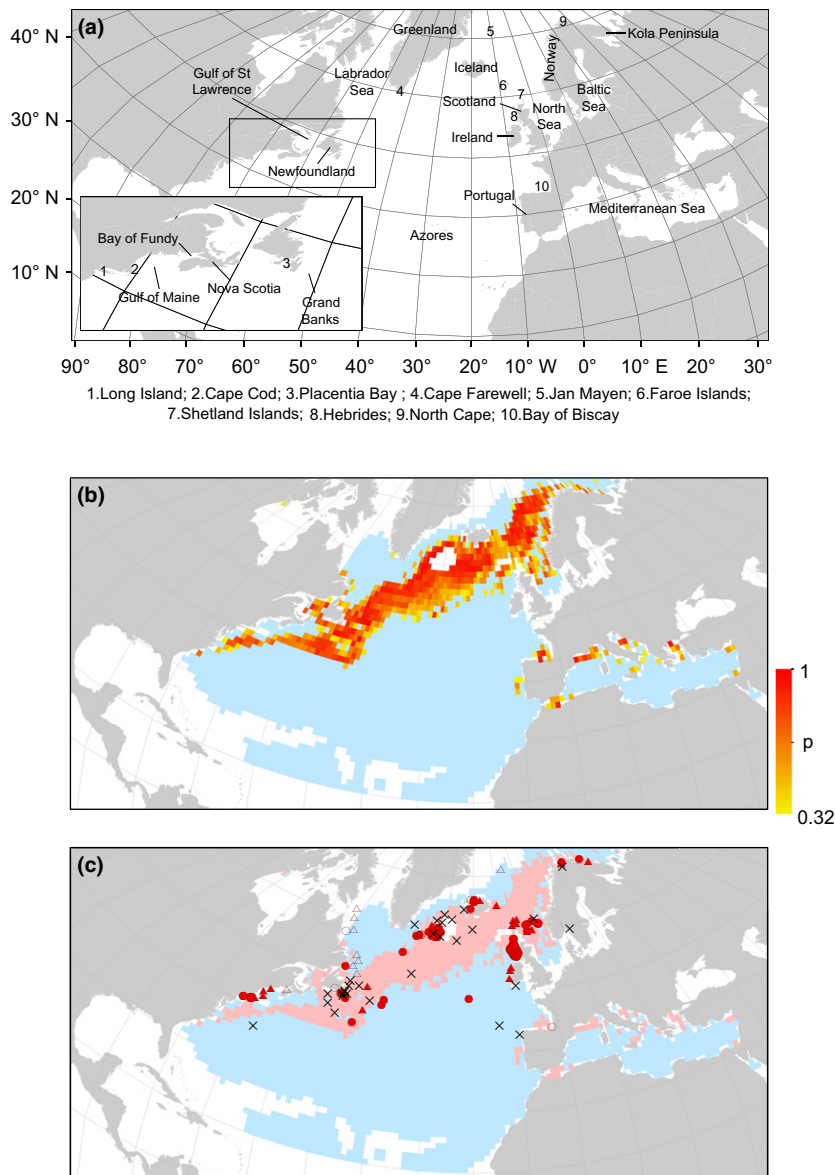 (a)
40° N
30° N
20° N
10° N
Greenland
5
9
Kola Peninsula
Norway
Labrador
Sea
4
Iceland
Gulf of St
Lawrence
6
Scotland
7
North
Sea
Baltic
Sea
8
Ireland
Newfoundland
10
Portugal
Mediterranean Sea
Azores
Bay of Fundy
1
2
3
Gulf of Maine
Nova Scotia
Grand
Banks
90° 80° 70° 60° 50° 40° 30° 20° 10° W 0° 10° E 20° 30°
1.Long Island; 2.Cape Cod; 3.Placentia Bay ; 4.Cape Farewell; 5.Jan Mayen; 6.Faroe Islands;
7.Shetland Islands; 8.Hebrides; 9.North Cape; 10.Bay of Biscay
(b)
1
p
0.32
(c)